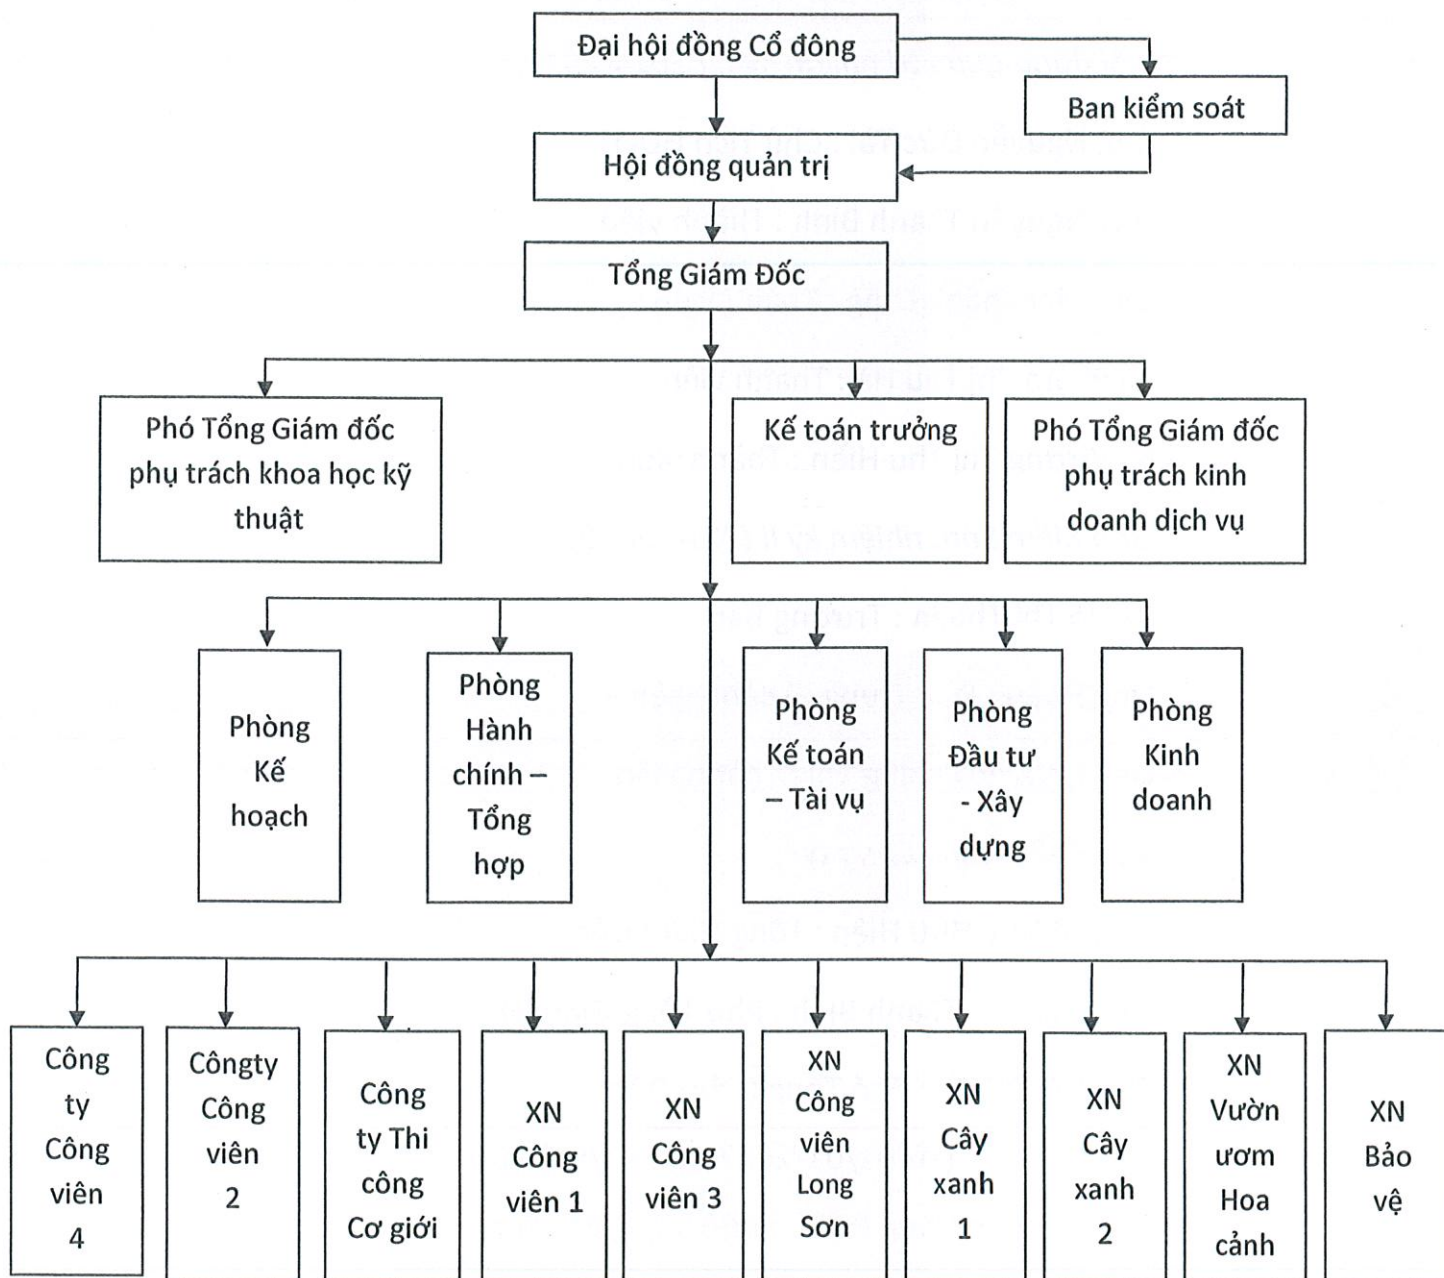 Đại hội đồng Cổ đông
Ban kiểm soát
Hội đồng quản trị
Tổng Giám Đốc
Phó Tổng Giám đốc
phụ trách khoa học kỹ
thuật
Kế toán trưởng
Phó Tổng Giám đốc
phụ trách kinh
doanh dịch vụ
Phòng
Kế
hoạch
Phòng
Hành
chính –
Tổng
hợp
Phòng
Kế toán
– Tài vụ
Phòng
Đầu tư
- Xây
dựng
Phòng
Kinh
doanh
Công
ty
Công
viên
4
Côngty
Công
viên
2
Công
ty Thi
công
Cơ giới
XN
Công
viên 1
XN
Công
viên 3
XN
Công
viên
Long
Sơn
XN
Cây
xanh
1
XN
Cây
xanh
2
XN
Vườn
ươm
Hoa
cảnh
XN
Bảo
vệ